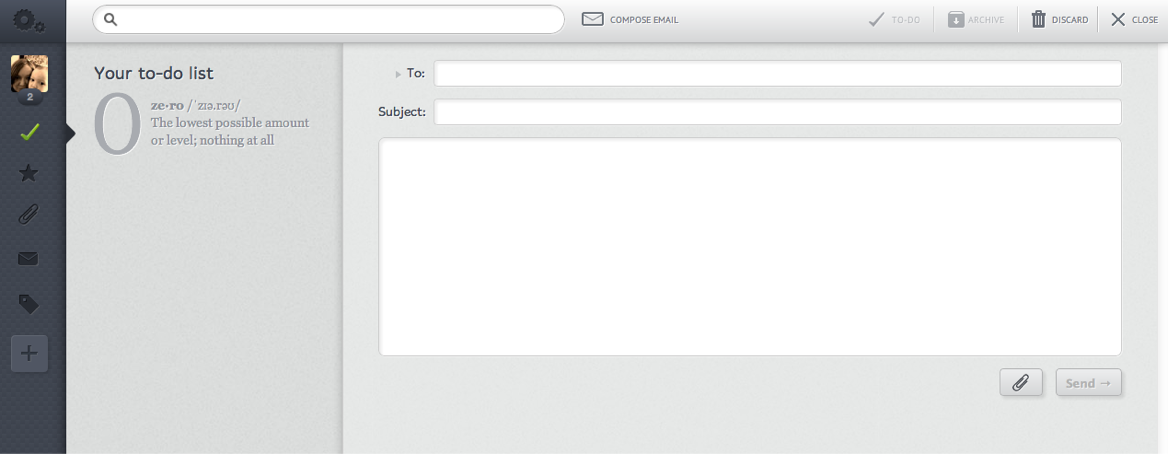 COMPOSE EMAIL
TO-DO
ARCHIVE
DISCARD
CLOSE
2
Your to-do list
0
ze·ro /ˈzɪə.rəʊ/
The lowest possible amount
or level; nothing at all
To:
Subject:
Send →